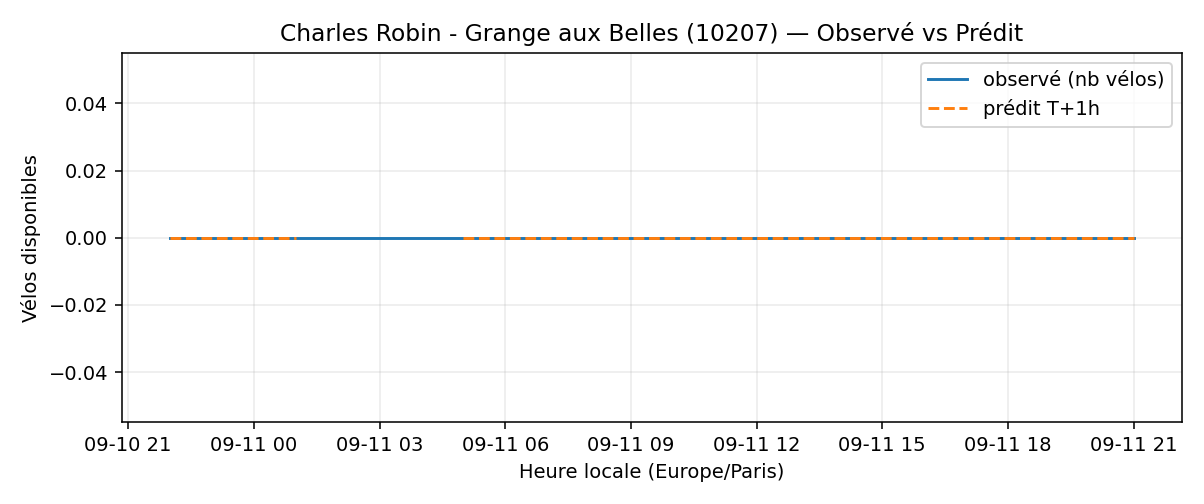 Charles Robin - Grange aux Belles (10207) — Observé vs Prédit
observé (nb vélos)
prédit T+1h
Vélos disponibles
0.04
0.02
0.00
−0.02
−0.04
09-10 21
09-11 00
09-11 03
09-11 06
09-11 09
09-11 12
09-11 15
09-11 18
09-11 21
Heure locale (Europe/Paris)